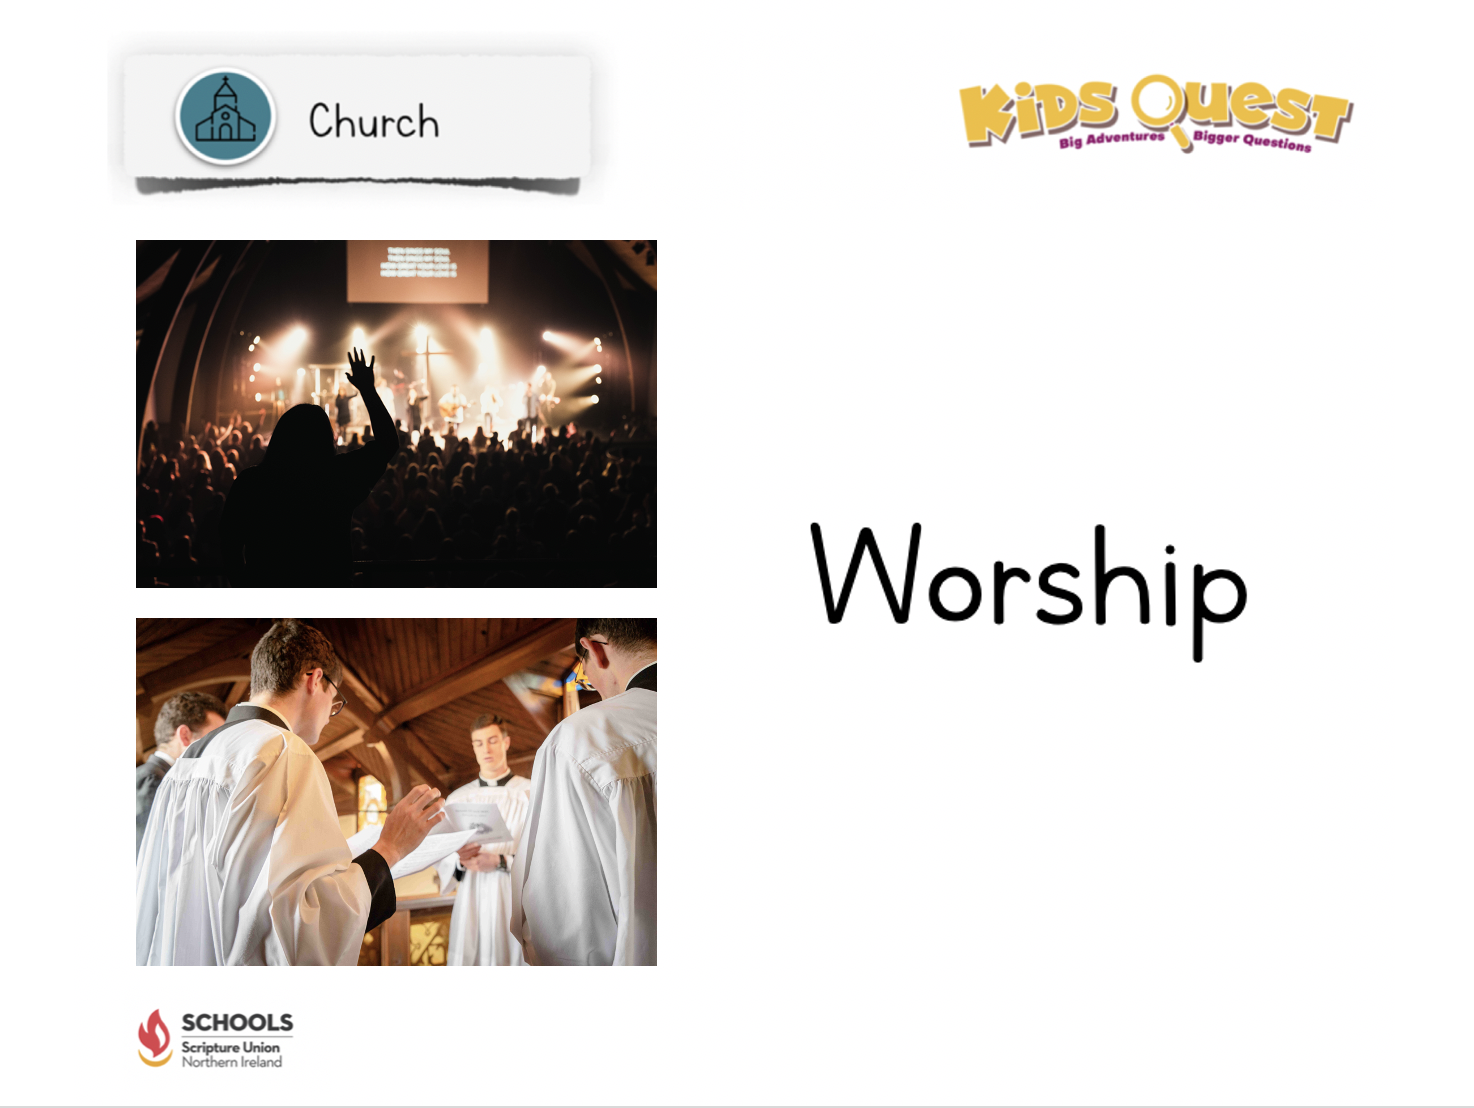 Church
KiDS QUEST
Big Adventures Bigger Questions
Worship
SCHOOLS
Scripture Union
Northern Ireland